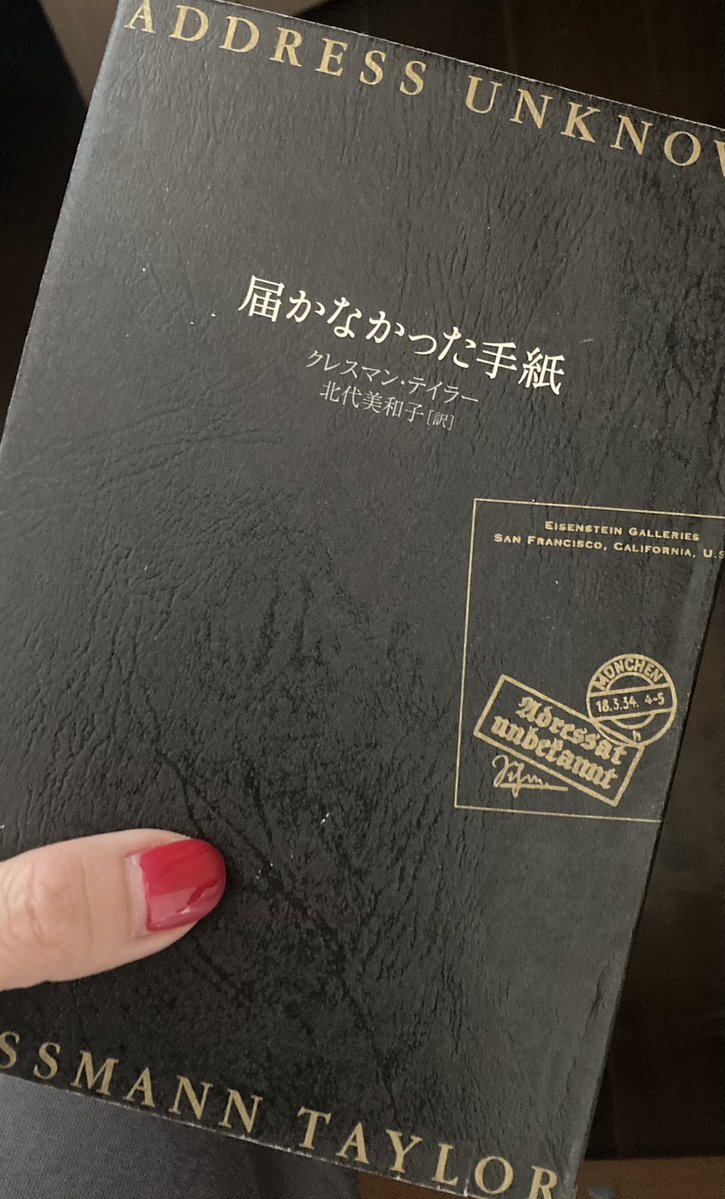 ADDRESS UNKNOW
届かなかった手紙
クレスマン・テイラー
北代美和子[訳]
EISENSTEIN GALLERIES
SAN FRANCISCO, CALIFORNIA, U.S
MÜNCHEN
18.3.34. 4-5
Adressat
unbekannt
SSMANN TAYLOR